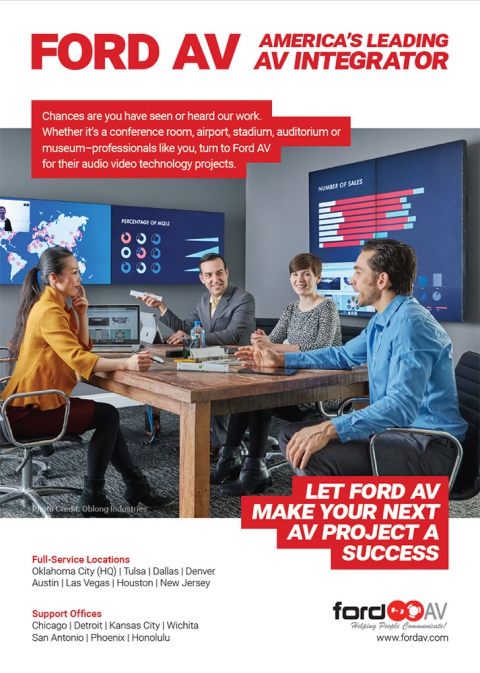 FORD AV
AMERICA'S LEADING
AV INTEGRATOR
Chances are you have seen or heard our work.
Whether it's a conference room, airport, stadium, auditorium or
museum–professionals like you, turn to Ford AV
for their audio video technology projects.
NUMBER OF SALES
PERCENTAGE OF MQLS
Photo Credit: Oblong Industries
LET FORD AV
MAKE YOUR NEXT
AV PROJECT A
SUCCESS
Full-Service Locations
Oklahoma City (HQ) | Tulsa | Dallas | Denver
Austin | Las Vegas | Houston | New Jersey
Support Offices
Chicago | Detroit | Kansas City | Wichita
San Antonio | Phoenix | Honolulu
ford AV
Helping People Communicate!
www.fordav.com